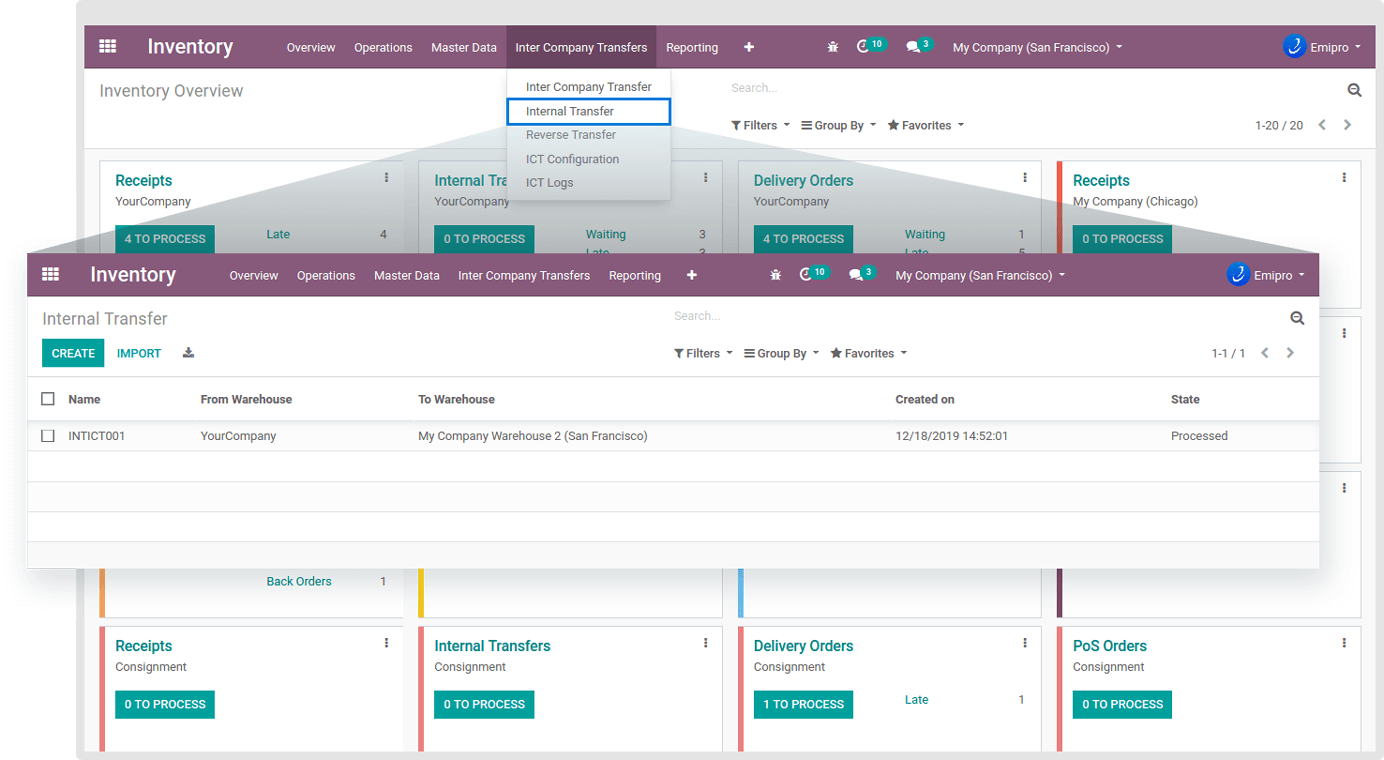 Inventory Overview Operations Master Data Inter Company Transfers Reporting 10 3 My Company (San Francisco) Emipro
Inventory Overview Search...
Inter Company Transfer
Internal Transfer
Reverse Transfer
ICT Configuration
ICT Logs
Filters Group By Favorites 1-20 / 20
Receipts Internal Tra Delivery Orders Receipts
YourCompany YourCompany YourCompany My Company (Chicago)
4 TO PROCESS Late 4 0 TO PROCESS Waiting 3 4 TO PROCESS Waiting 1 0 TO PROCESS
Late 3 Late 5
Inventory Overview Operations Master Data Inter Company Transfers Reporting 10 3 My Company (San Francisco) Emipro
Internal Transfer Search...
CREATE IMPORT Filters Group By Favorites 1-1 / 1
Name From Warehouse To Warehouse Created on State
INTICT001 YourCompany My Company Warehouse 2 (San Francisco) 12/18/2019 14:52:01 Processed
Back Orders 1
Receipts Internal Transfers Delivery Orders PoS Orders
Consignment Consignment Consignment Consignment
0 TO PROCESS 0 TO PROCESS 1 TO PROCESS Late 1 0 TO PROCESS